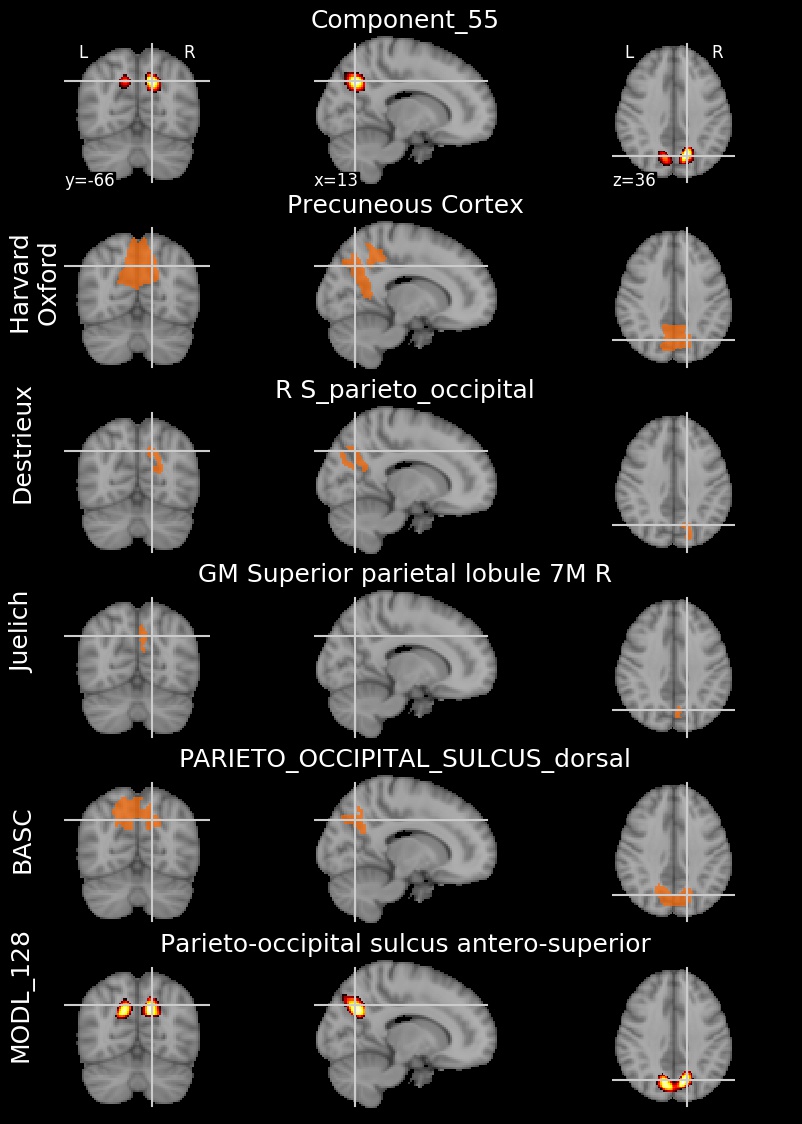 Component_55
L R L R
y=-66 x=13 z=36
Precuneous Cortex
Harvard
Oxford
R S_parieto_occipital
Destrieux
GM Superior parietal lobule 7M R
Juelich
PARIETO_OCCIPITAL_SULCUS_dorsal
BASC
Parieto-occipital sulcus antero-superior
MODL_128